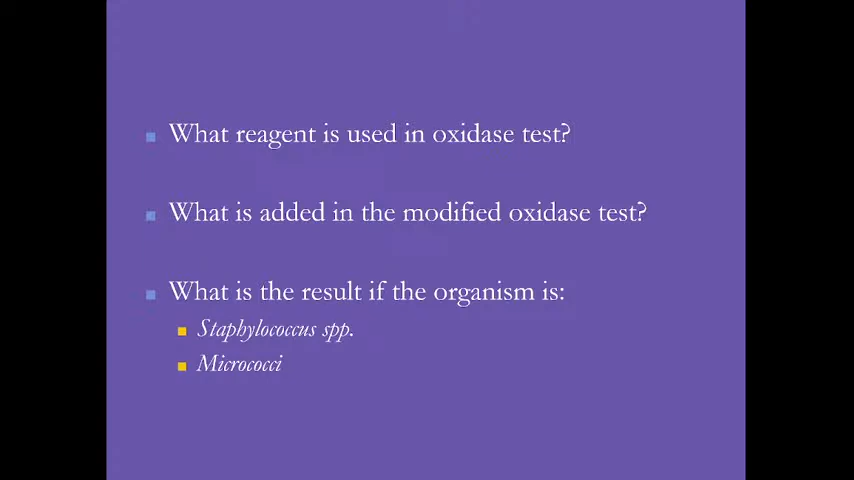 What reagent is used in oxidase test?
What is added in the modified oxidase test?
What is the result if the organism is:
Staphylococcus spp.
Micrococci